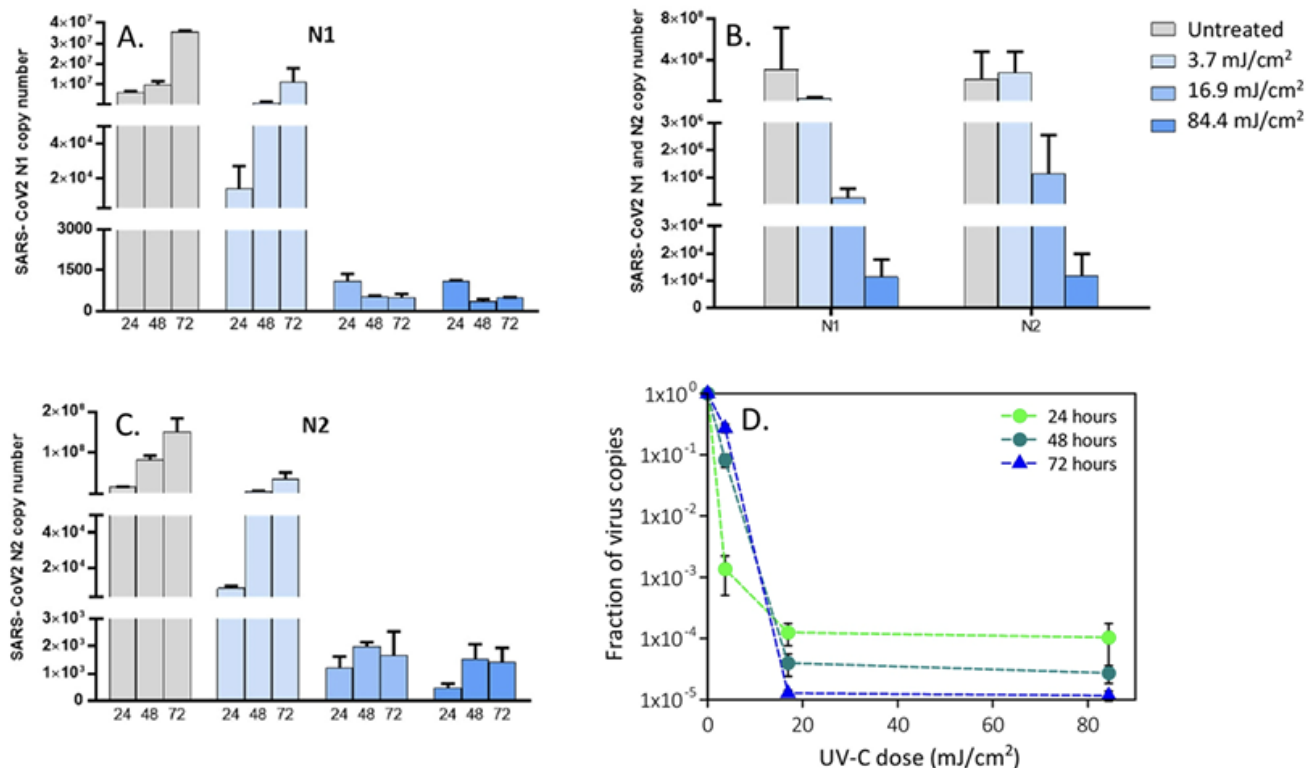 A.
N1
SARS- CoV2 N1 copy number
4×10⁷
3×10⁷
2×10⁷
1×10⁷
4×10⁴
2×10⁴
3000
1500
0
24 48 72 24 48 72 24 48 72 24 48 72
B.
SARS- CoV2 N1 and N2 copy number
8×10⁸
4×10⁸
3×10⁶
2×10⁶
1×10⁶
3×10⁴
2×10⁴
1×10⁴
0
N1 N2
Untreated
3.7 mJ/cm²
16.9 mJ/cm²
84.4 mJ/cm²
C.
N2
SARS- CoV2 N2 copy number
2×10⁸
1×10⁸
4×10⁴
2×10⁴
3×10³
2×10³
1×10³
0
24 48 72 24 48 72 24 48 72 24 48 72
D.
Fraction of virus copies
1x10⁰
1x10⁻¹
1x10⁻²
1x10⁻³
1x10⁻⁴
1x10⁻⁵
24 hours
48 hours
72 hours
0 20 40 60 80
UV-C dose (mJ/cm²)